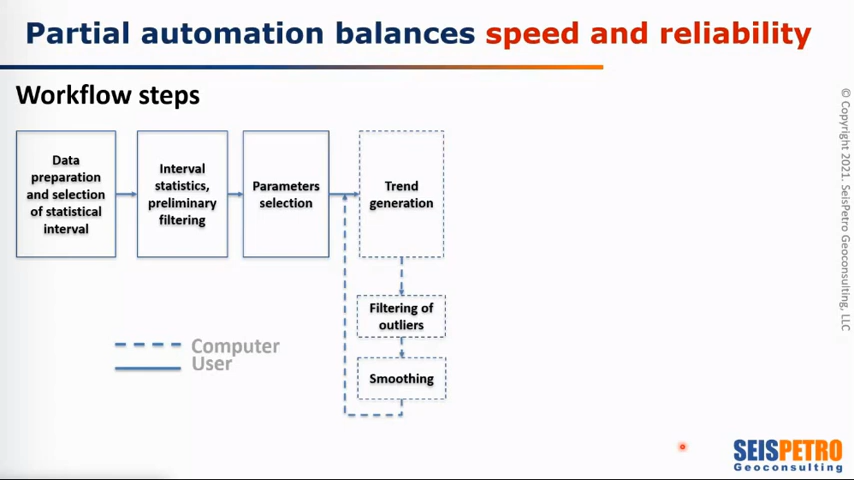 Partial automation balances speed and reliability
Workflow steps
Data
preparation
and selection
of statistical
interval
Interval
statistics,
preliminary
filtering
Parameters
selection
Trend
generation
Filtering of
outliers
Smoothing
Computer
User
© Copyright 2021. SeisPetro Geoconsulting, LLC
SEISPETRO
Geoconsulting